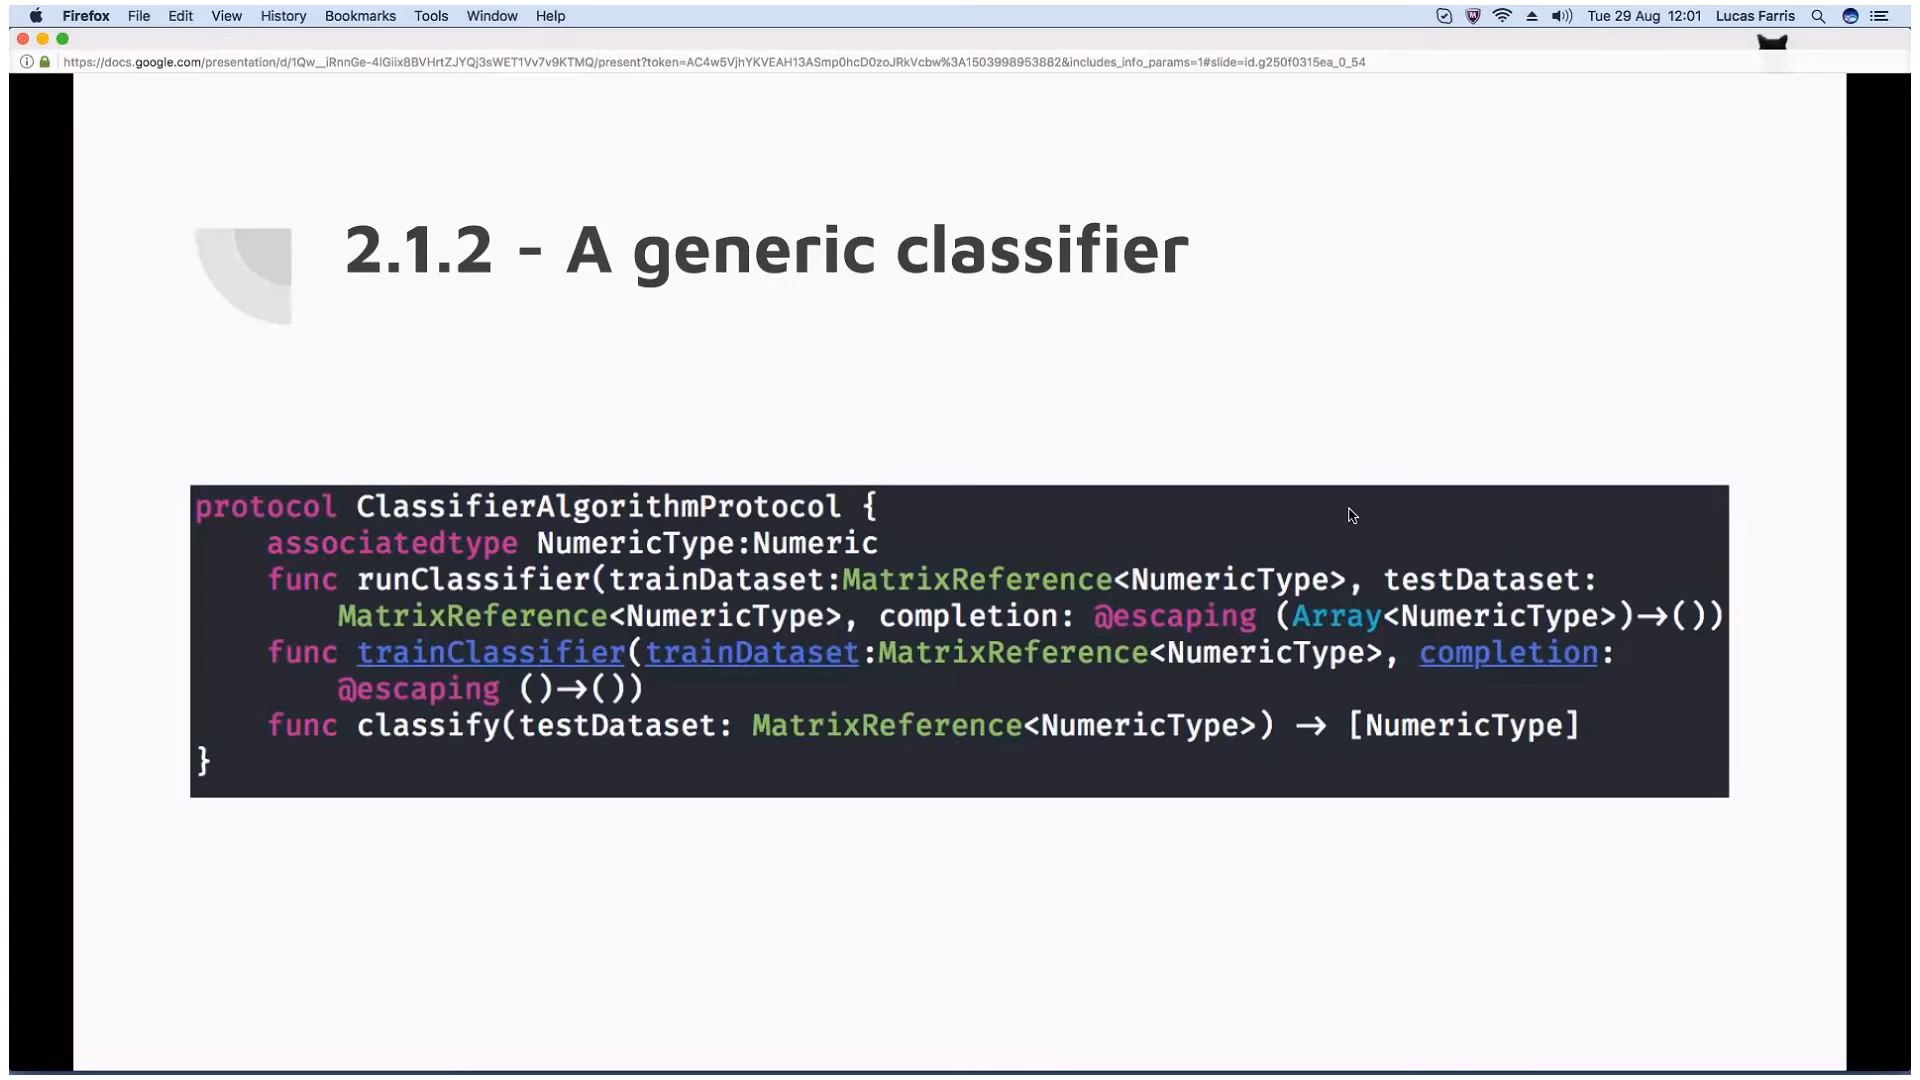 Firefox File Edit View History Bookmarks Tools Window Help Tue 29 Aug 12:01 Lucas Farris
https://docs.google.com/presentation/d/1Qw__iRnnGe-4lGiix8BVHrtZJYQj3sWET1Vv7v9KTMQ/present?token=AC4w5VjhYKVEAH13ASmp0hcD0zoJRkVcbw%3A1503998953882&includes_info_params=1#slide=id.g250f0315ea_0_54
2.1.2 - A generic classifier
protocol ClassifierAlgorithmProtocol {
associatedtype NumericType:Numeric
func runClassifier(trainDataset:MatrixReference<NumericType>, testDataset:
MatrixReference<NumericType>, completion: @escaping (Array<NumericType>)→())
func trainClassifier(trainDataset:MatrixReference<NumericType>, completion:
@escaping ()→())
func classify(testDataset: MatrixReference<NumericType>) → [NumericType]
}